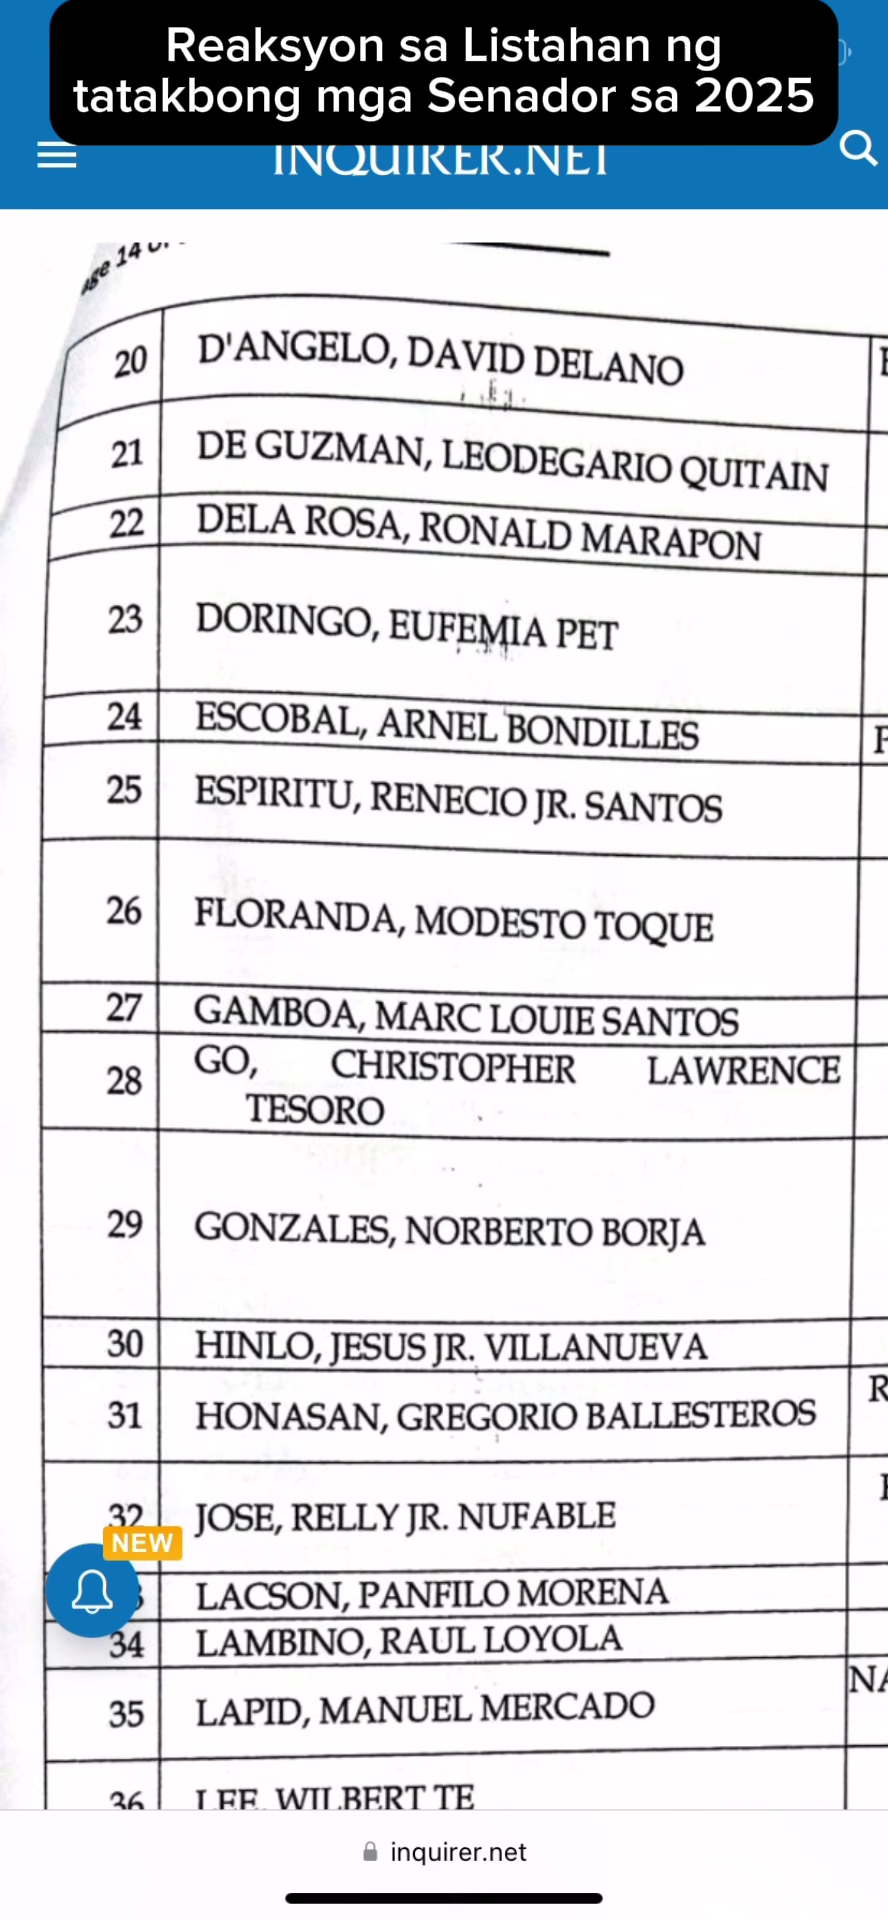 Reaksyon sa Listahan ng
tatakbong mga Senador sa 2025
INQUIRER.NET
age 14
20 D'ANGELO, DAVID DELANO
21 DE GUZMAN, LEODEGARIO QUITAIN
22 DELA ROSA, RONALD MARAPON
23 DORINGO, EUFEMIA PET
24 ESCOBAL, ARNEL BONDILLES
25 ESPIRITU, RENECIO JR. SANTOS
26 FLORANDA, MODESTO TOQUE
27 GAMBOA, MARC LOUIE SANTOS
28 GO, CHRISTOPHER LAWRENCE
TESORO
29 GONZALES, NORBERTO BORJA
30 HINLO, JESUS JR. VILLANUEVA
R
31 HONASAN, GREGORIO BALLESTEROS
32 JOSE, RELLY JR. NUFABLE
NEW
LACSON, PANFILO MORENA
34 LAMBINO, RAUL LOYOLA
NA
35 LAPID, MANUEL MERCADO
36 LEE, WILBERT TE
inquirer.net